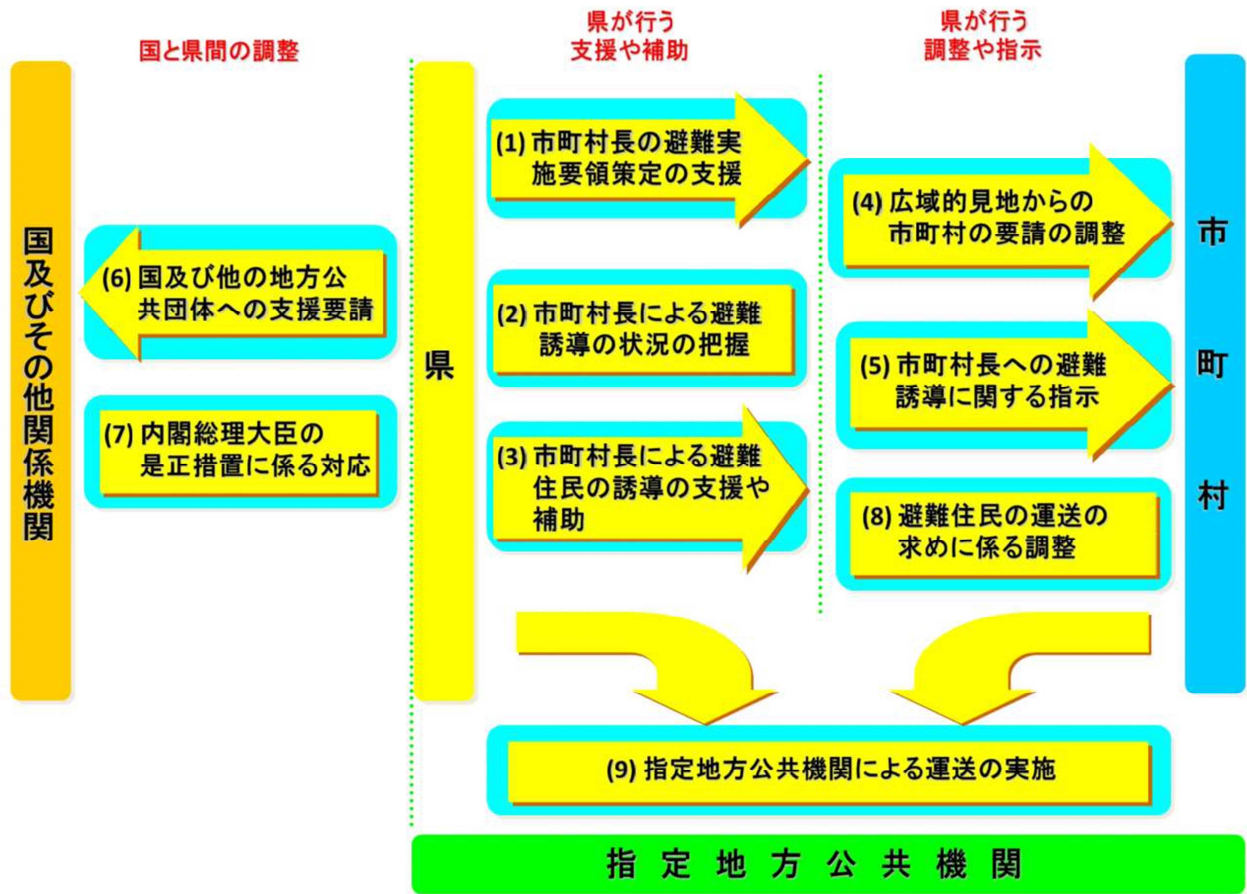 国と県間の調整
県が行う
支援や補助
県が行う
調整や指示
国及びその他関係機関
(6) 国及び他の地方公
共団体への支援要請
(7) 内閣総理大臣の
是正措置に係る対応
県
(1) 市町村長の避難実
施要領策定の支援
(2) 市町村長による避難
誘導の状況の把握
(3) 市町村長による避難
住民の誘導の支援や
補助
(4) 広域的見地からの
市町村の要請の調整
(5) 市町村長への避難
誘導に関する指示
(8) 避難住民の運送の
求めに係る調整
市町村
(9) 指定地方公共機関による運送の実施
指定地方公共機関